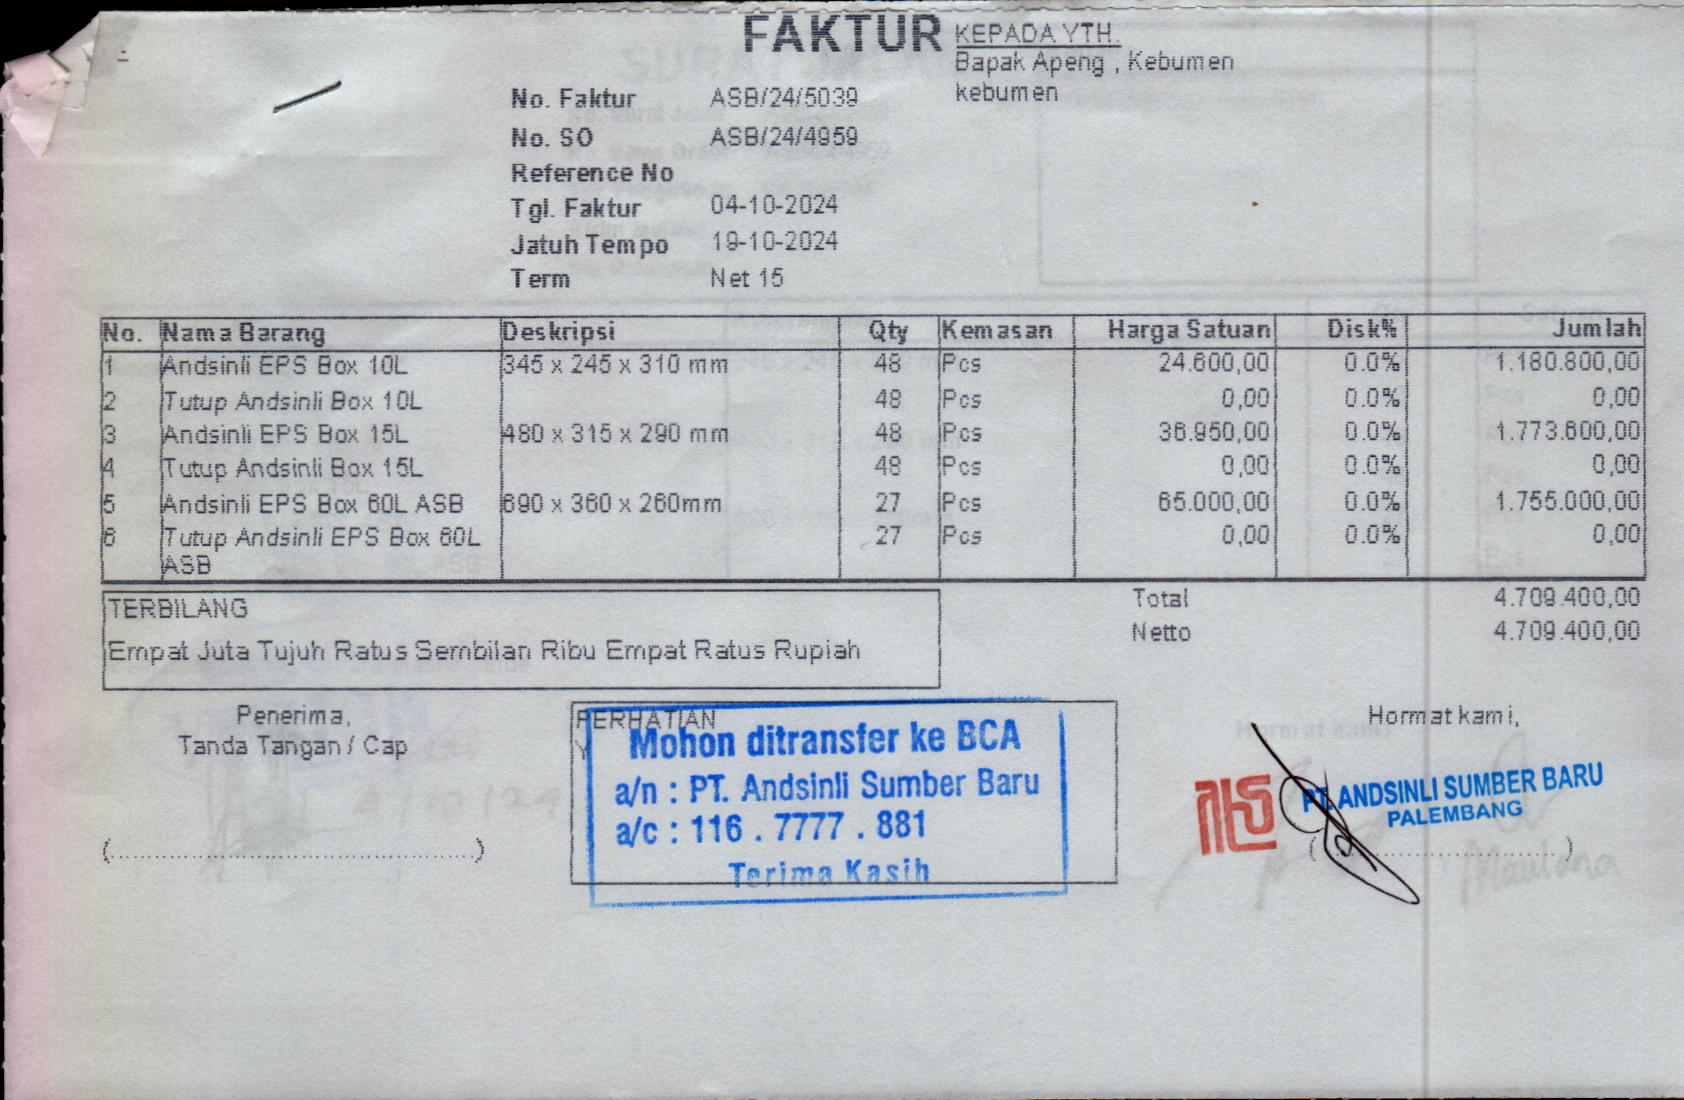 FAKTUR
KEPADA YTH.
Bapak Apeng , Kebumen
kebumen
No. Faktur ASB/24/5039
No. SO ASB/24/4959
Reference No
Tgl. Faktur 04-10-2024
Jatuh Tempo 19-10-2024
Term Net 15
No. Nama Barang Deskripsi Qty Kemasan Harga Satuan Disk% Jumlah
1 Andsinli EPS Box 10L 345 x 245 x 310 mm 48 Pcs 24.600,00 0.0% 1.180.800,00
2 Tutup Andsinli Box 10L 48 Pcs 0,00 0.0% 0,00
3 Andsinli EPS Box 15L 480 x 315 x 290 mm 48 Pcs 36.950,00 0.0% 1.773.600,00
4 Tutup Andsinli Box 15L 48 Pcs 0,00 0.0% 0,00
5 Andsinli EPS Box 60L ASB 690 x 360 x 260mm 27 Pcs 65.000,00 0.0% 1.755.000,00
6 Tutup Andsinli EPS Box 60L 27 Pcs 0,00 0.0% 0,00
ASB
Total 4.709.400,00
Netto 4.709.400,00
TERBILANG
Empat Juta Tujuh Ratus Sembilan Ribu Empat Ratus Rupiah
Penerima,
Tanda Tangan / Cap
(.....................................................)
PERHATIAN
Y
Mohon ditransfer ke BCA
a/n : PT. Andsinli Sumber Baru
a/c : 116 . 7777 . 881
Terima Kasih
Hormat kami,
PT. ANDSINLI SUMBER BARU
PALEMBANG
(.....................................)